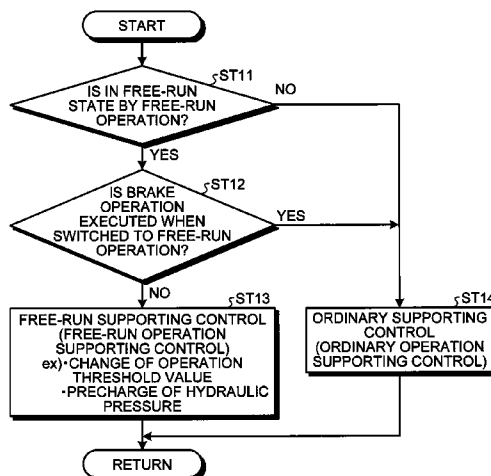 START
ST11
IS IN FREE-RUN
STATE BY FREE-RUN
OPERATION?
NO
YES
ST12
IS BRAKE
OPERATION
EXECUTED WHEN
SWITCHED TO FREE-RUN
OPERATION?
YES
NO
ST13
FREE-RUN SUPPORTING CONTROL
(FREE-RUN OPERATION
SUPPORTING CONTROL)
ex)・CHANGE OF OPERATION
THRESHOLD VALUE
・PRECHARGE OF HYDRAULIC
PRESSURE
ST14
ORDINARY SUPPORTING
CONTROL
(ORDINARY OPERATION
SUPPORTING CONTROL)
RETURN